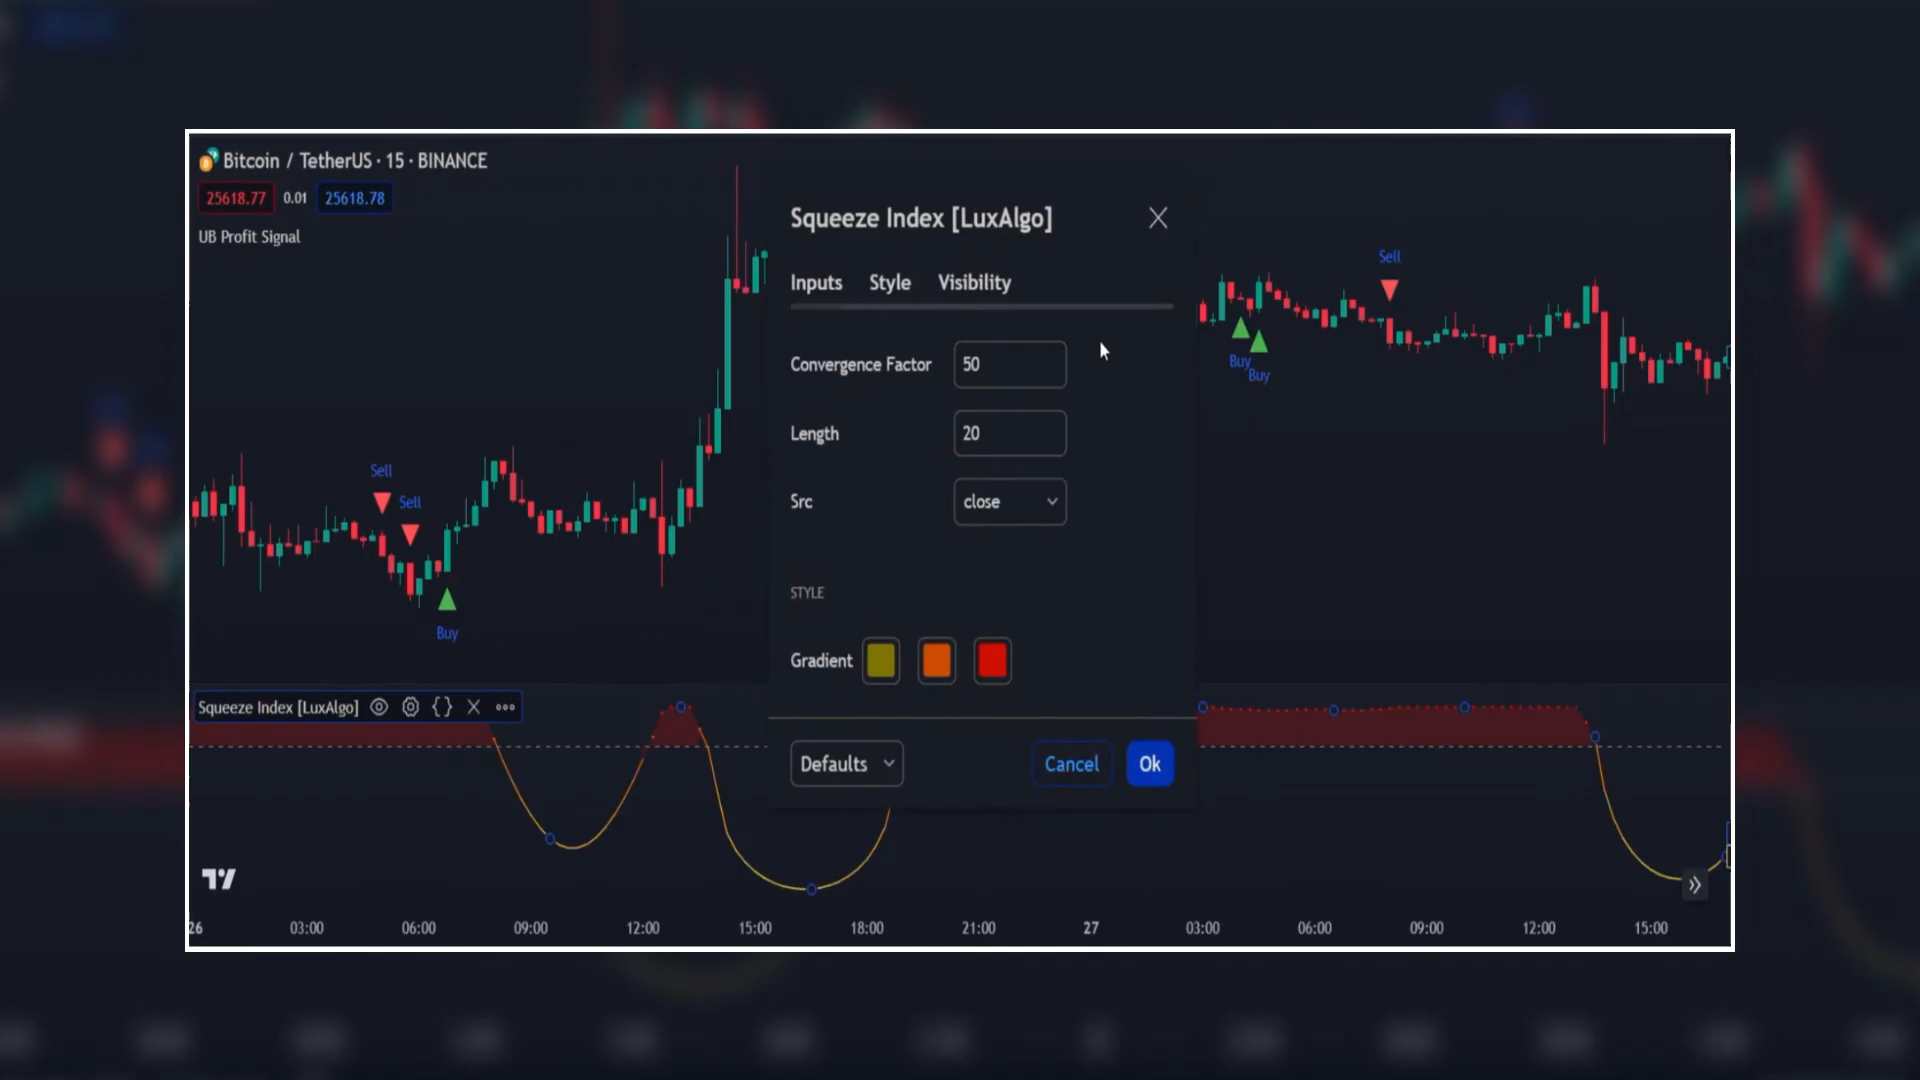 Bitcoin / TetherUS · 15 · BINANCE
25618.77 0.01 25618.78
UB Profit Signal
Squeeze Index [LuxAlgo]
Inputs Style Visibility
Convergence Factor 50
Length 20
Src close
STYLE
Gradient
Defaults Cancel Ok
Sell
Sell
Buy
Sell
Buy
Buy
Squeeze Index [LuxAlgo]
26 03:00 06:00 09:00 12:00 15:00 18:00 21:00 27 03:00 06:00 09:00 12:00 15:00